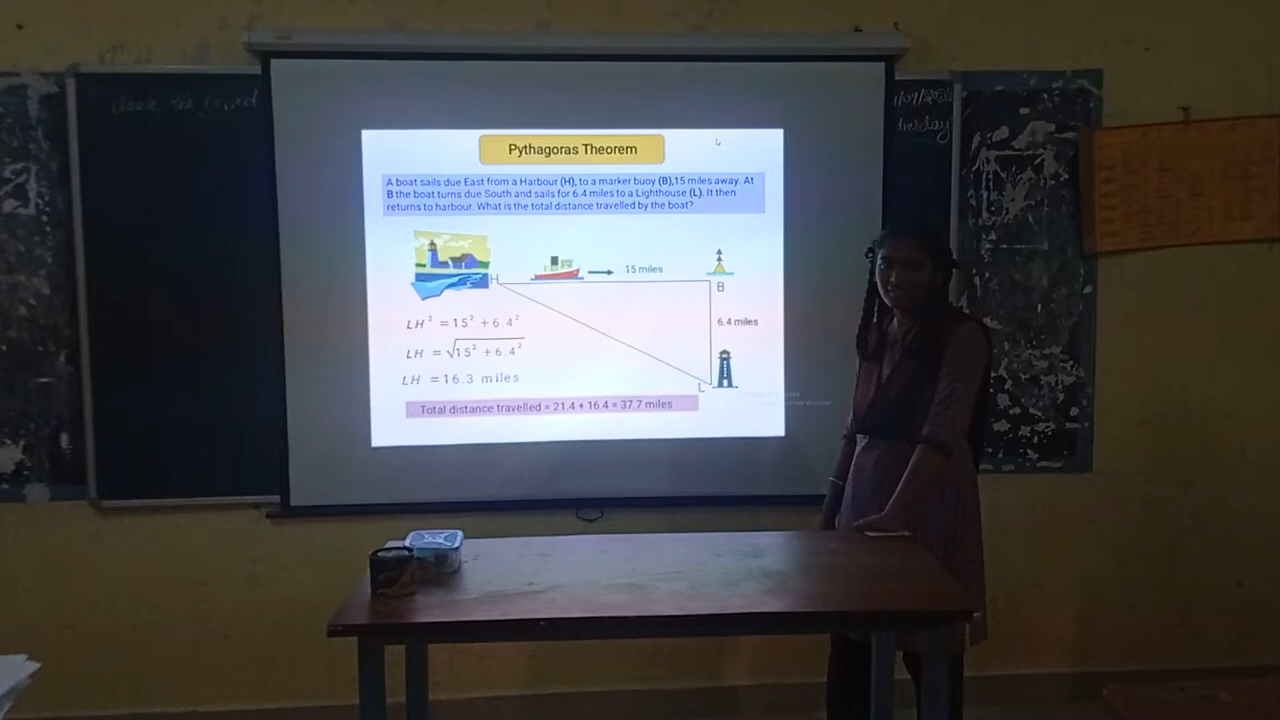 choose the correct
Pythagoras Theorem
A boat sails due East from a Harbour (H), to a marker buoy (B),15 miles away. At
B the boat turns due South and sails for 6.4 miles to a Lighthouse (L). It then
returns to harbour. What is the total distance travelled by the boat?
H
15 miles
B
6.4 miles
L
LH² = 15² + 6.4²
LH = √15² + 6.4²
LH = 16.3 miles
Total distance travelled = 21.4 + 16.4 = 37.7 miles